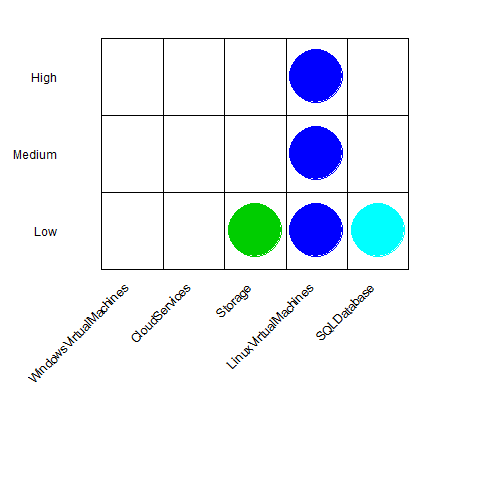 High
Medium
Low
WindowsVirtualMachines
CloudServices
Storage
LinuxVirtualMachines
SQLDatabase